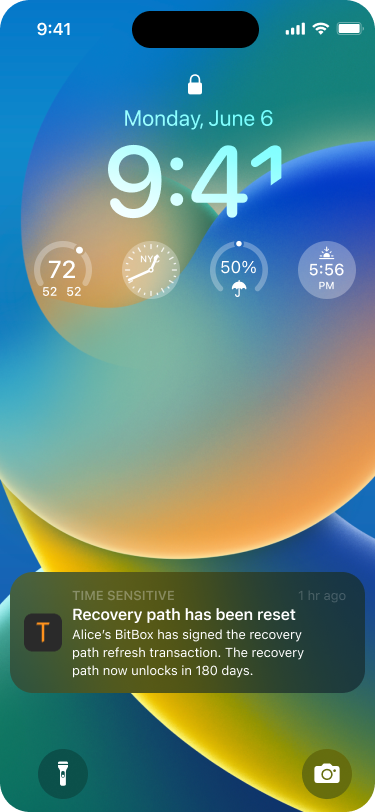 9:41
Monday, June 6
9:41
72
52 52
NYC
50%
5:56
PM
TIME SENSITIVE
1 hr ago
T
Recovery path has been reset
Alice's BitBox has signed the recovery
path refresh transaction. The recovery
path now unlocks in 180 days.